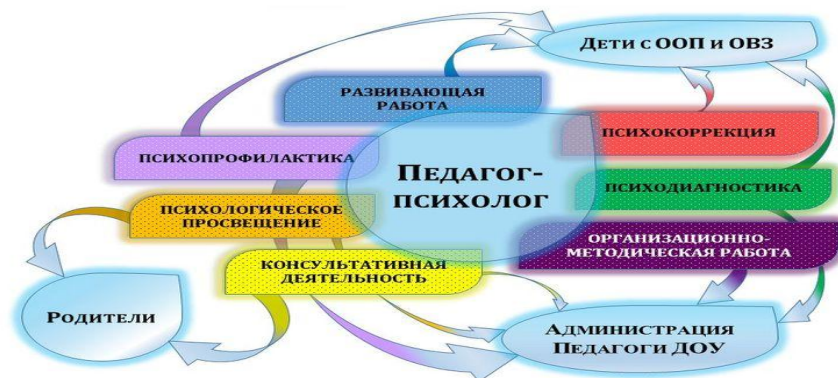 Дети с ООП и ОВЗ
РАЗВИВАЮЩАЯ
РАБОТА
ПСИХОКОРРЕКЦИЯ
ПСИХОПРОФИЛАКТИКА
ПЕДАГОГ-
ПСИХОЛОГ
ПСИХОДИАГНОСТИКА
ПСИХОЛОГИЧЕСКОЕ
ПРОСВЕЩЕНИЕ
ОРГАНИЗАЦИОННО-
МЕТОДИЧЕСКАЯ РАБОТА
КОНСУЛЬТАТИВНАЯ
ДЕЯТЕЛЬНОСТЬ
РОДИТЕЛИ
АДМИНИСТРАЦИЯ
ПЕДАГОГИ ДОУ